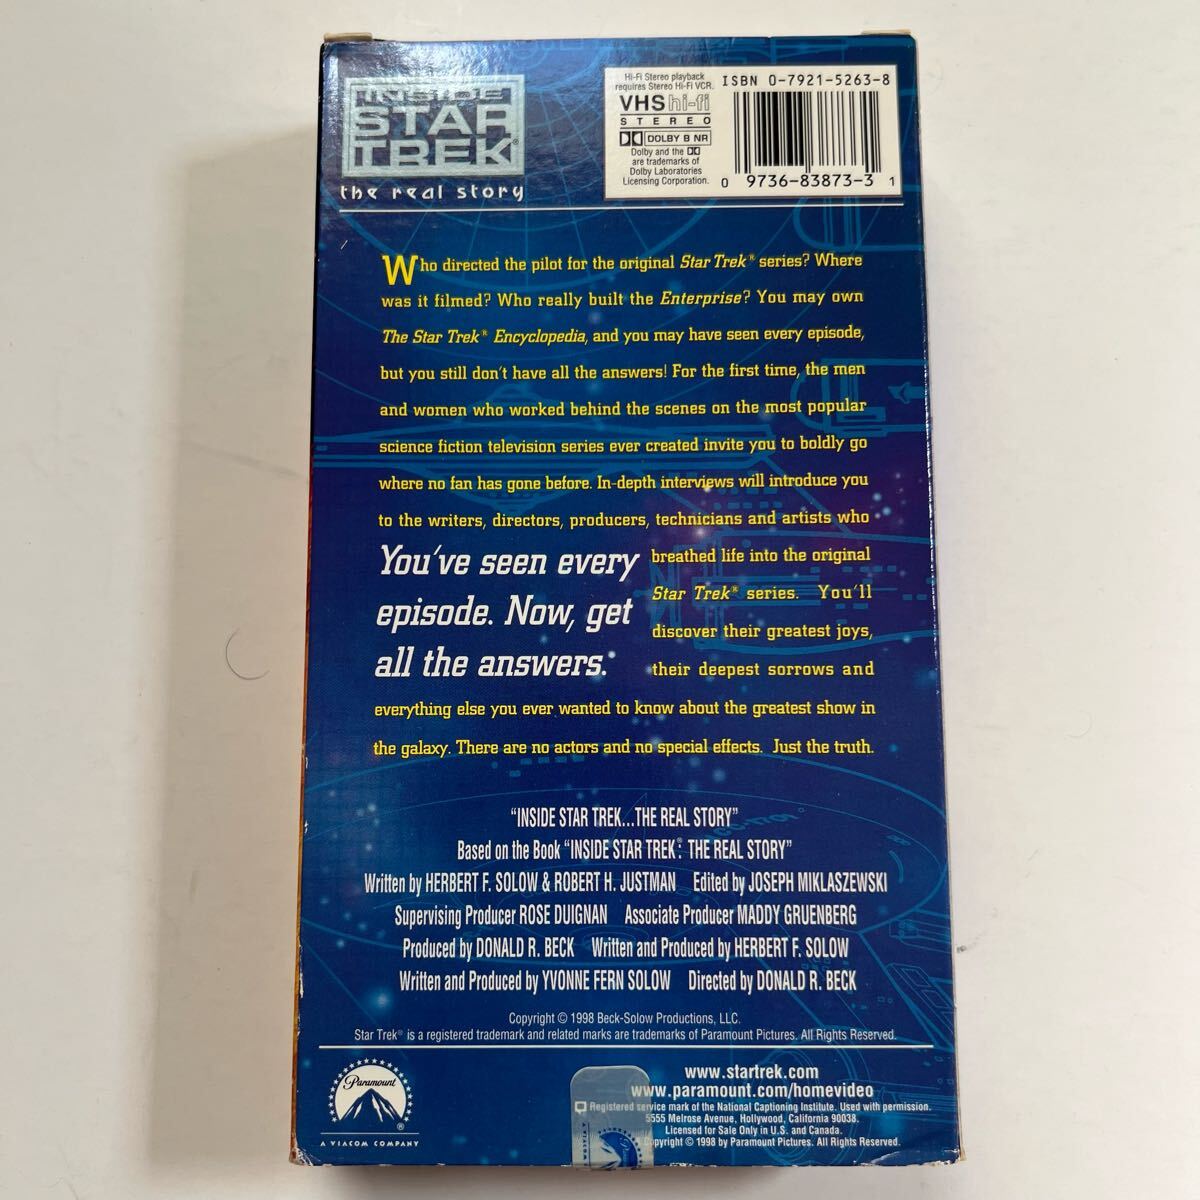 INSIDE
STAR
TREK®
the real story
Hi-Fi Stereo playback
requires Stereo Hi-Fi VCR.
VHS hi-fi
STEREO
DOLBY B NR
Dolby and the
are trademarks of
Dolby Laboratories
Licensing Corporation.
ISBN 0-7921-5263-8
0 9736-83873-3 1
Who directed the pilot for the original Star Trek® series? Where
was it filmed? Who really built the Enterprise? You may own
The Star Trek® Encyclopedia, and you may have seen every episode,
but you still don't have all the answers! For the first time, the men
and women who worked behind the scenes on the most popular
science fiction television series ever created invite you to boldly go
where no fan has gone before. In-depth interviews will introduce you
to the writers, directors, producers, technicians and artists who
breathed life into the original
Star Trek® series. You'll
discover their greatest joys,
their deepest sorrows and
You've seen every
episode. Now, get
all the answers.
everything else you ever wanted to know about the greatest show in
the galaxy. There are no actors and no special effects. Just the truth.
"INSIDE STAR TREK...THE REAL STORY"
Based on the Book "INSIDE STAR TREK®: THE REAL STORY"
Written by HERBERT F. SOLOW & ROBERT H. JUSTMAN Edited by JOSEPH MIKLASZEWSKI
Supervising Producer ROSE DUIGNAN Associate Producer MADDY GRUENBERG
Produced by DONALD R. BECK Written and Produced by HERBERT F. SOLOW
Written and Produced by YVONNE FERN SOLOW Directed by DONALD R. BECK
Copyright © 1998 Beck-Solow Productions, LLC.
Star Trek® is a registered trademark and related marks are trademarks of Paramount Pictures. All Rights Reserved.
Paramount
®
A VIACOM COMPANY
www.startrek.com
www.paramount.com/homevideo
Registered service mark of the National Captioning Institute. Used with permission.
5555 Melrose Avenue, Hollywood, California 90038.
Licensed for Sale Only in U.S. and Canada.
Copyright © 1998 by Paramount Pictures. All Rights Reserved.